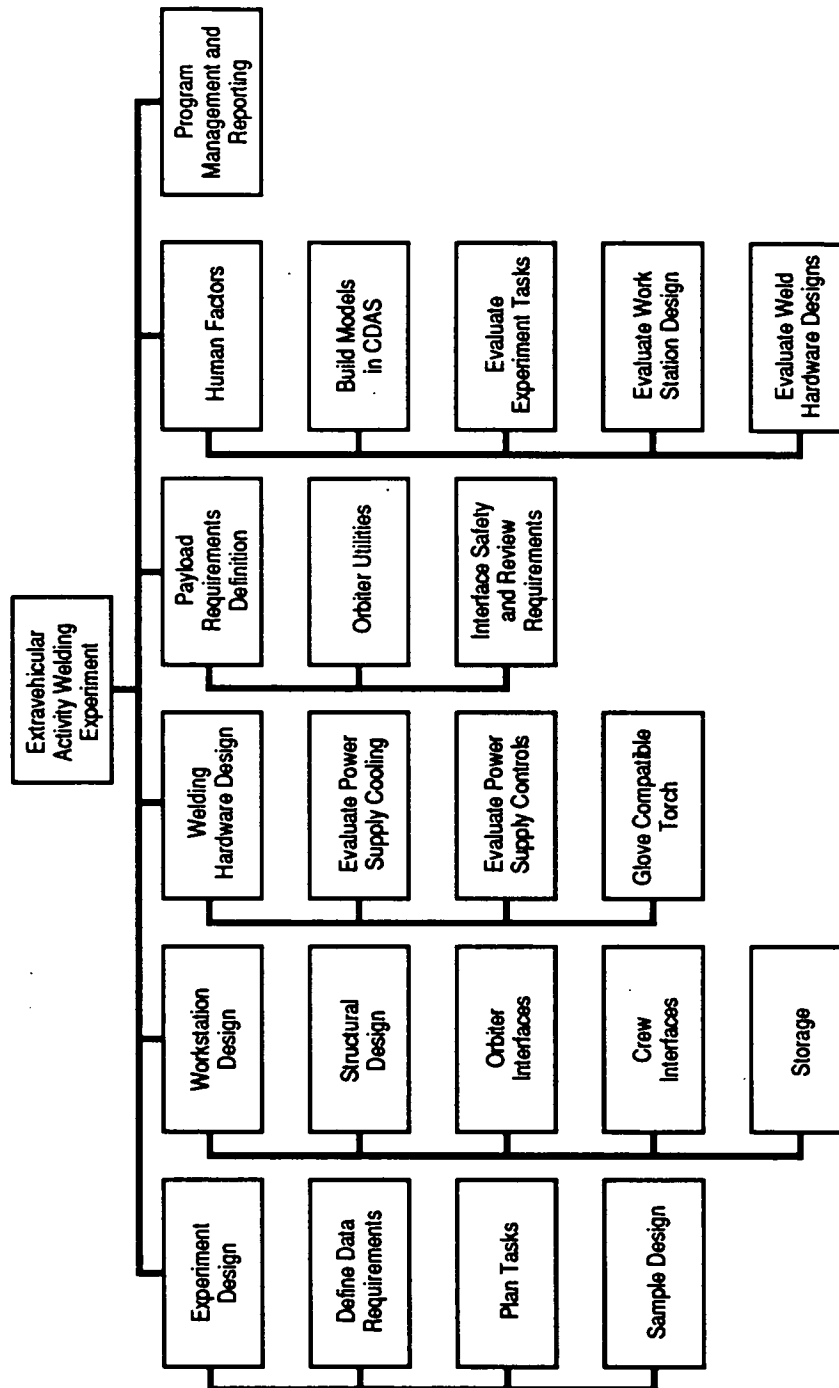 Extravehicular
Activity Welding
Experiment
Experiment
Design
Define Data
Requirements
Plan Tasks
Sample Design
Workstation
Design
Structural
Design
Orbiter
Interfaces
Crew
Interfaces
Storage
Welding
Hardware Design
Evaluate Power
Supply Cooling
Evaluate Power
Supply Controls
Glove Compatible
Torch
Payload
Requirements
Definition
Orbiter Utilities
Interface Safety
and Review
Requirements
Human Factors
Build Models
in CDAS
Evaluate
Experiment Tasks
Evaluate Work
Station Design
Evaluate Weld
Hardware Designs
Program
Management and
Reporting